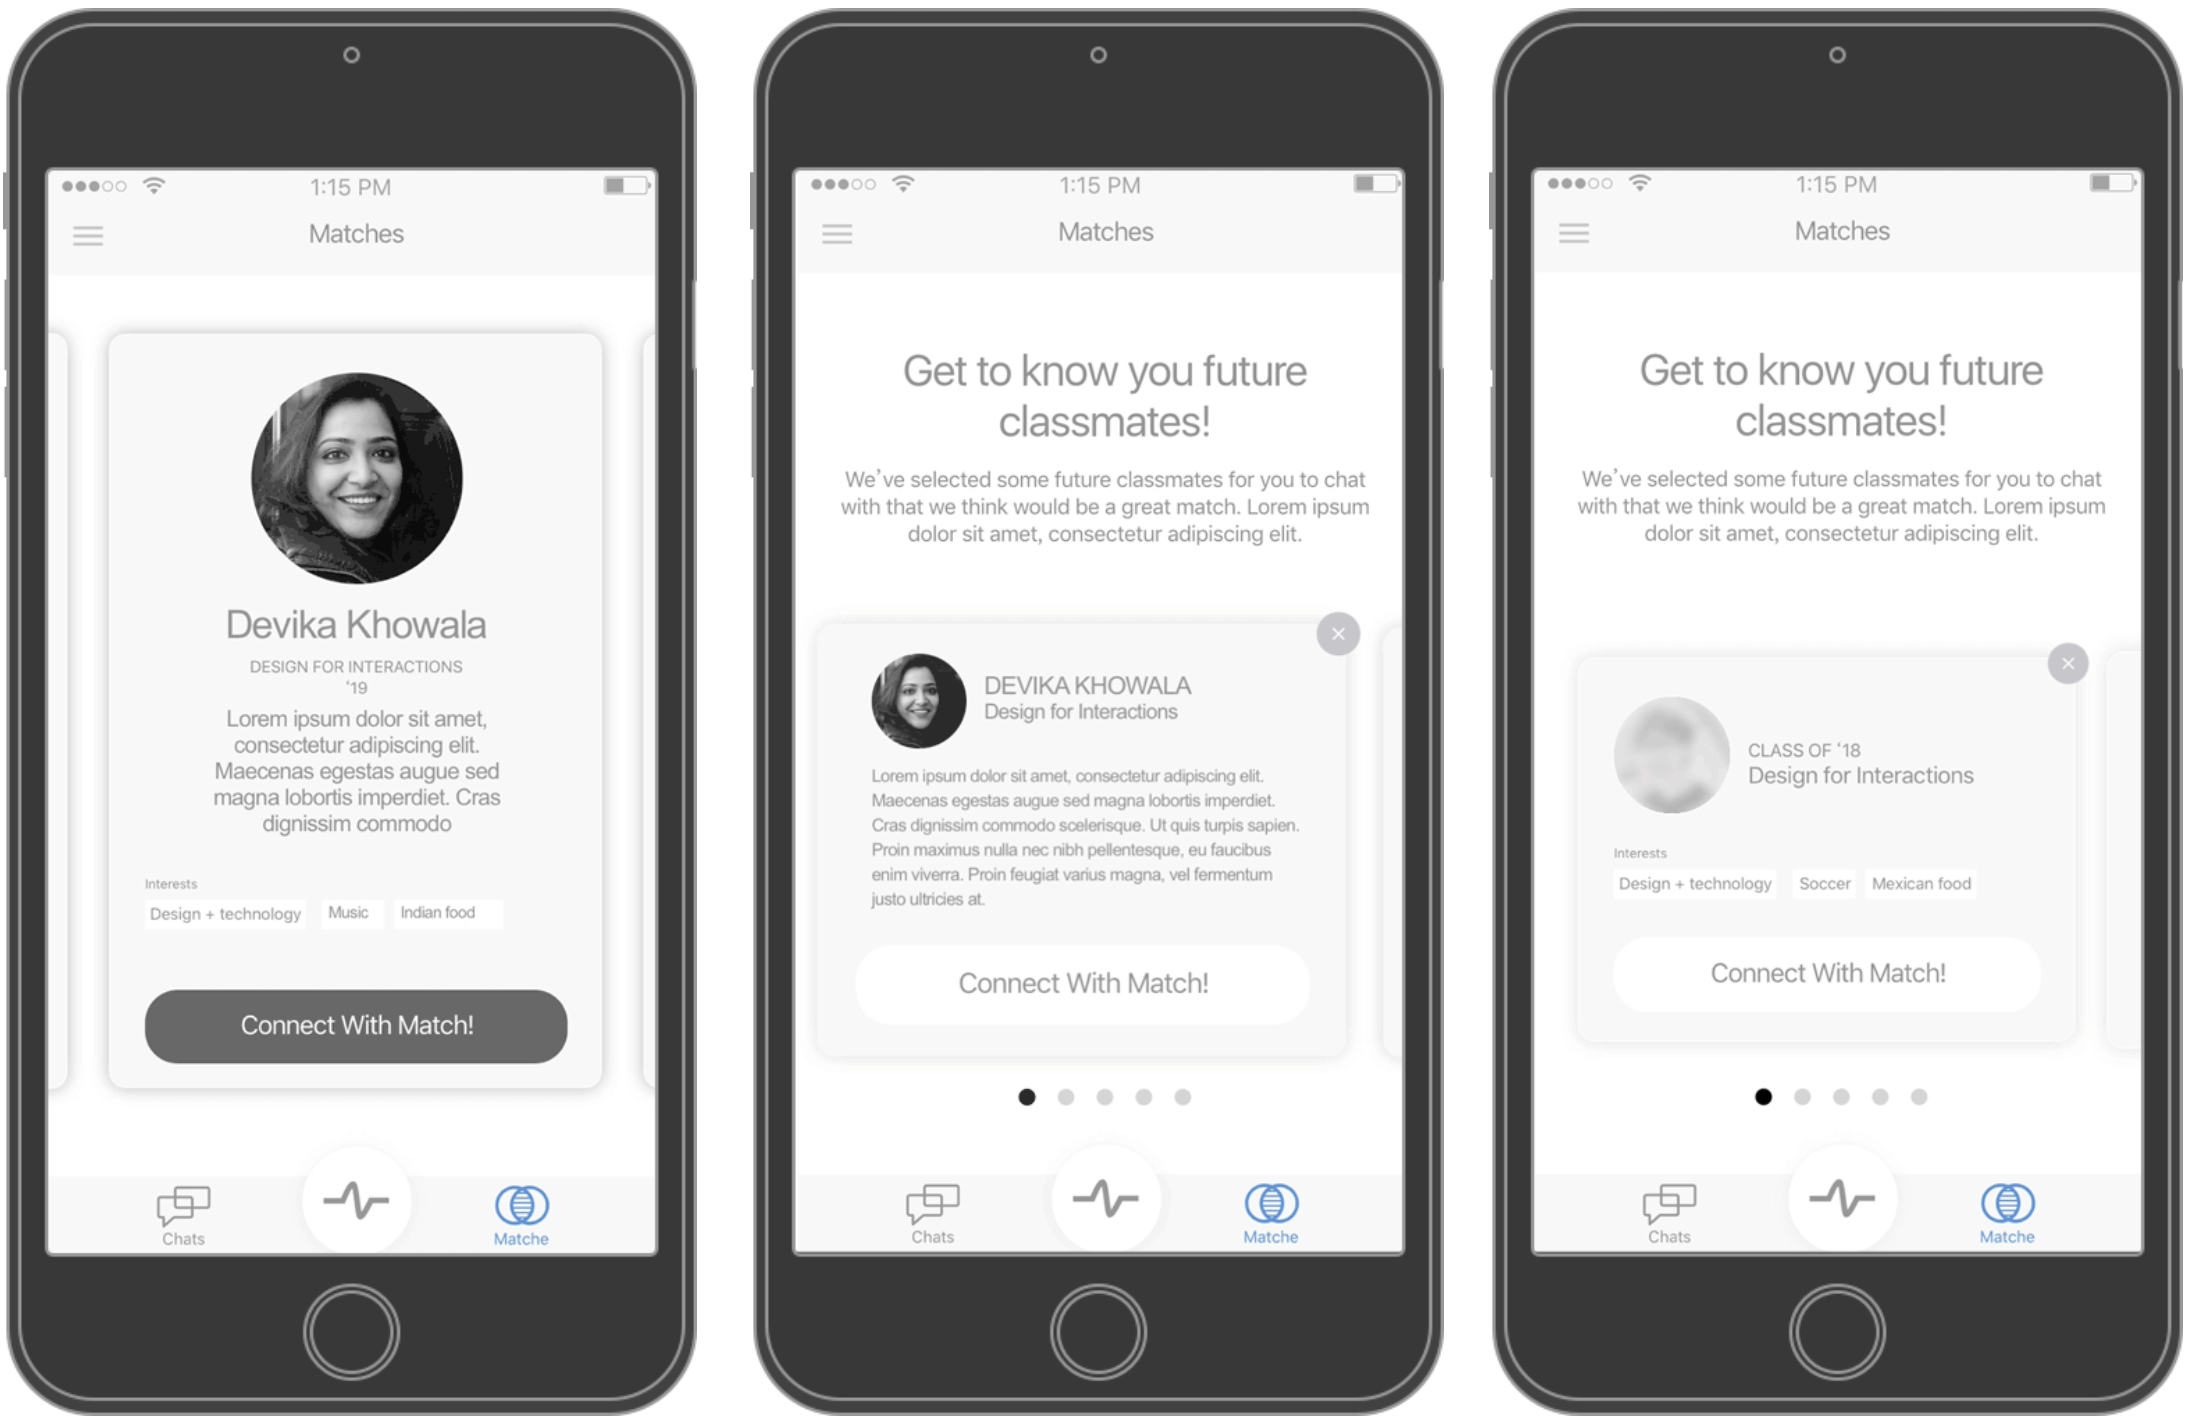 1:15 PM
Matches
Devika Khowala
DESIGN FOR INTERACTIONS
‘19
Lorem ipsum dolor sit amet,
consectetur adipiscing elit.
Maecenas egestas augue sed
magna lobortis imperdiet. Cras
dignissim commodo
Interests
Design + technology Music Indian food
Connect With Match!
Chats Matche
1:15 PM
Matches
Get to know you future
classmates!
We’ve selected some future classmates for you to chat
with that we think would be a great match. Lorem ipsum
dolor sit amet, consectetur adipiscing elit.
DEVIKA KHOWALA
Design for Interactions
Lorem ipsum dolor sit amet, consectetur adipiscing elit.
Maecenas egestas augue sed magna lobortis imperdiet.
Cras dignissim commodo scelerisque. Ut quis turpis sapien.
Proin maximus nulla nec nibh pellentesque, eu faucibus
enim viverra. Proin feugiat varius magna, vel fermentum
justo ultricies at.
Connect With Match!
Chats Matche
1:15 PM
Matches
Get to know you future
classmates!
We’ve selected some future classmates for you to chat
with that we think would be a great match. Lorem ipsum
dolor sit amet, consectetur adipiscing elit.
CLASS OF ‘18
Design for Interactions
Interests
Design + technology Soccer Mexican food
Connect With Match!
Chats Matche